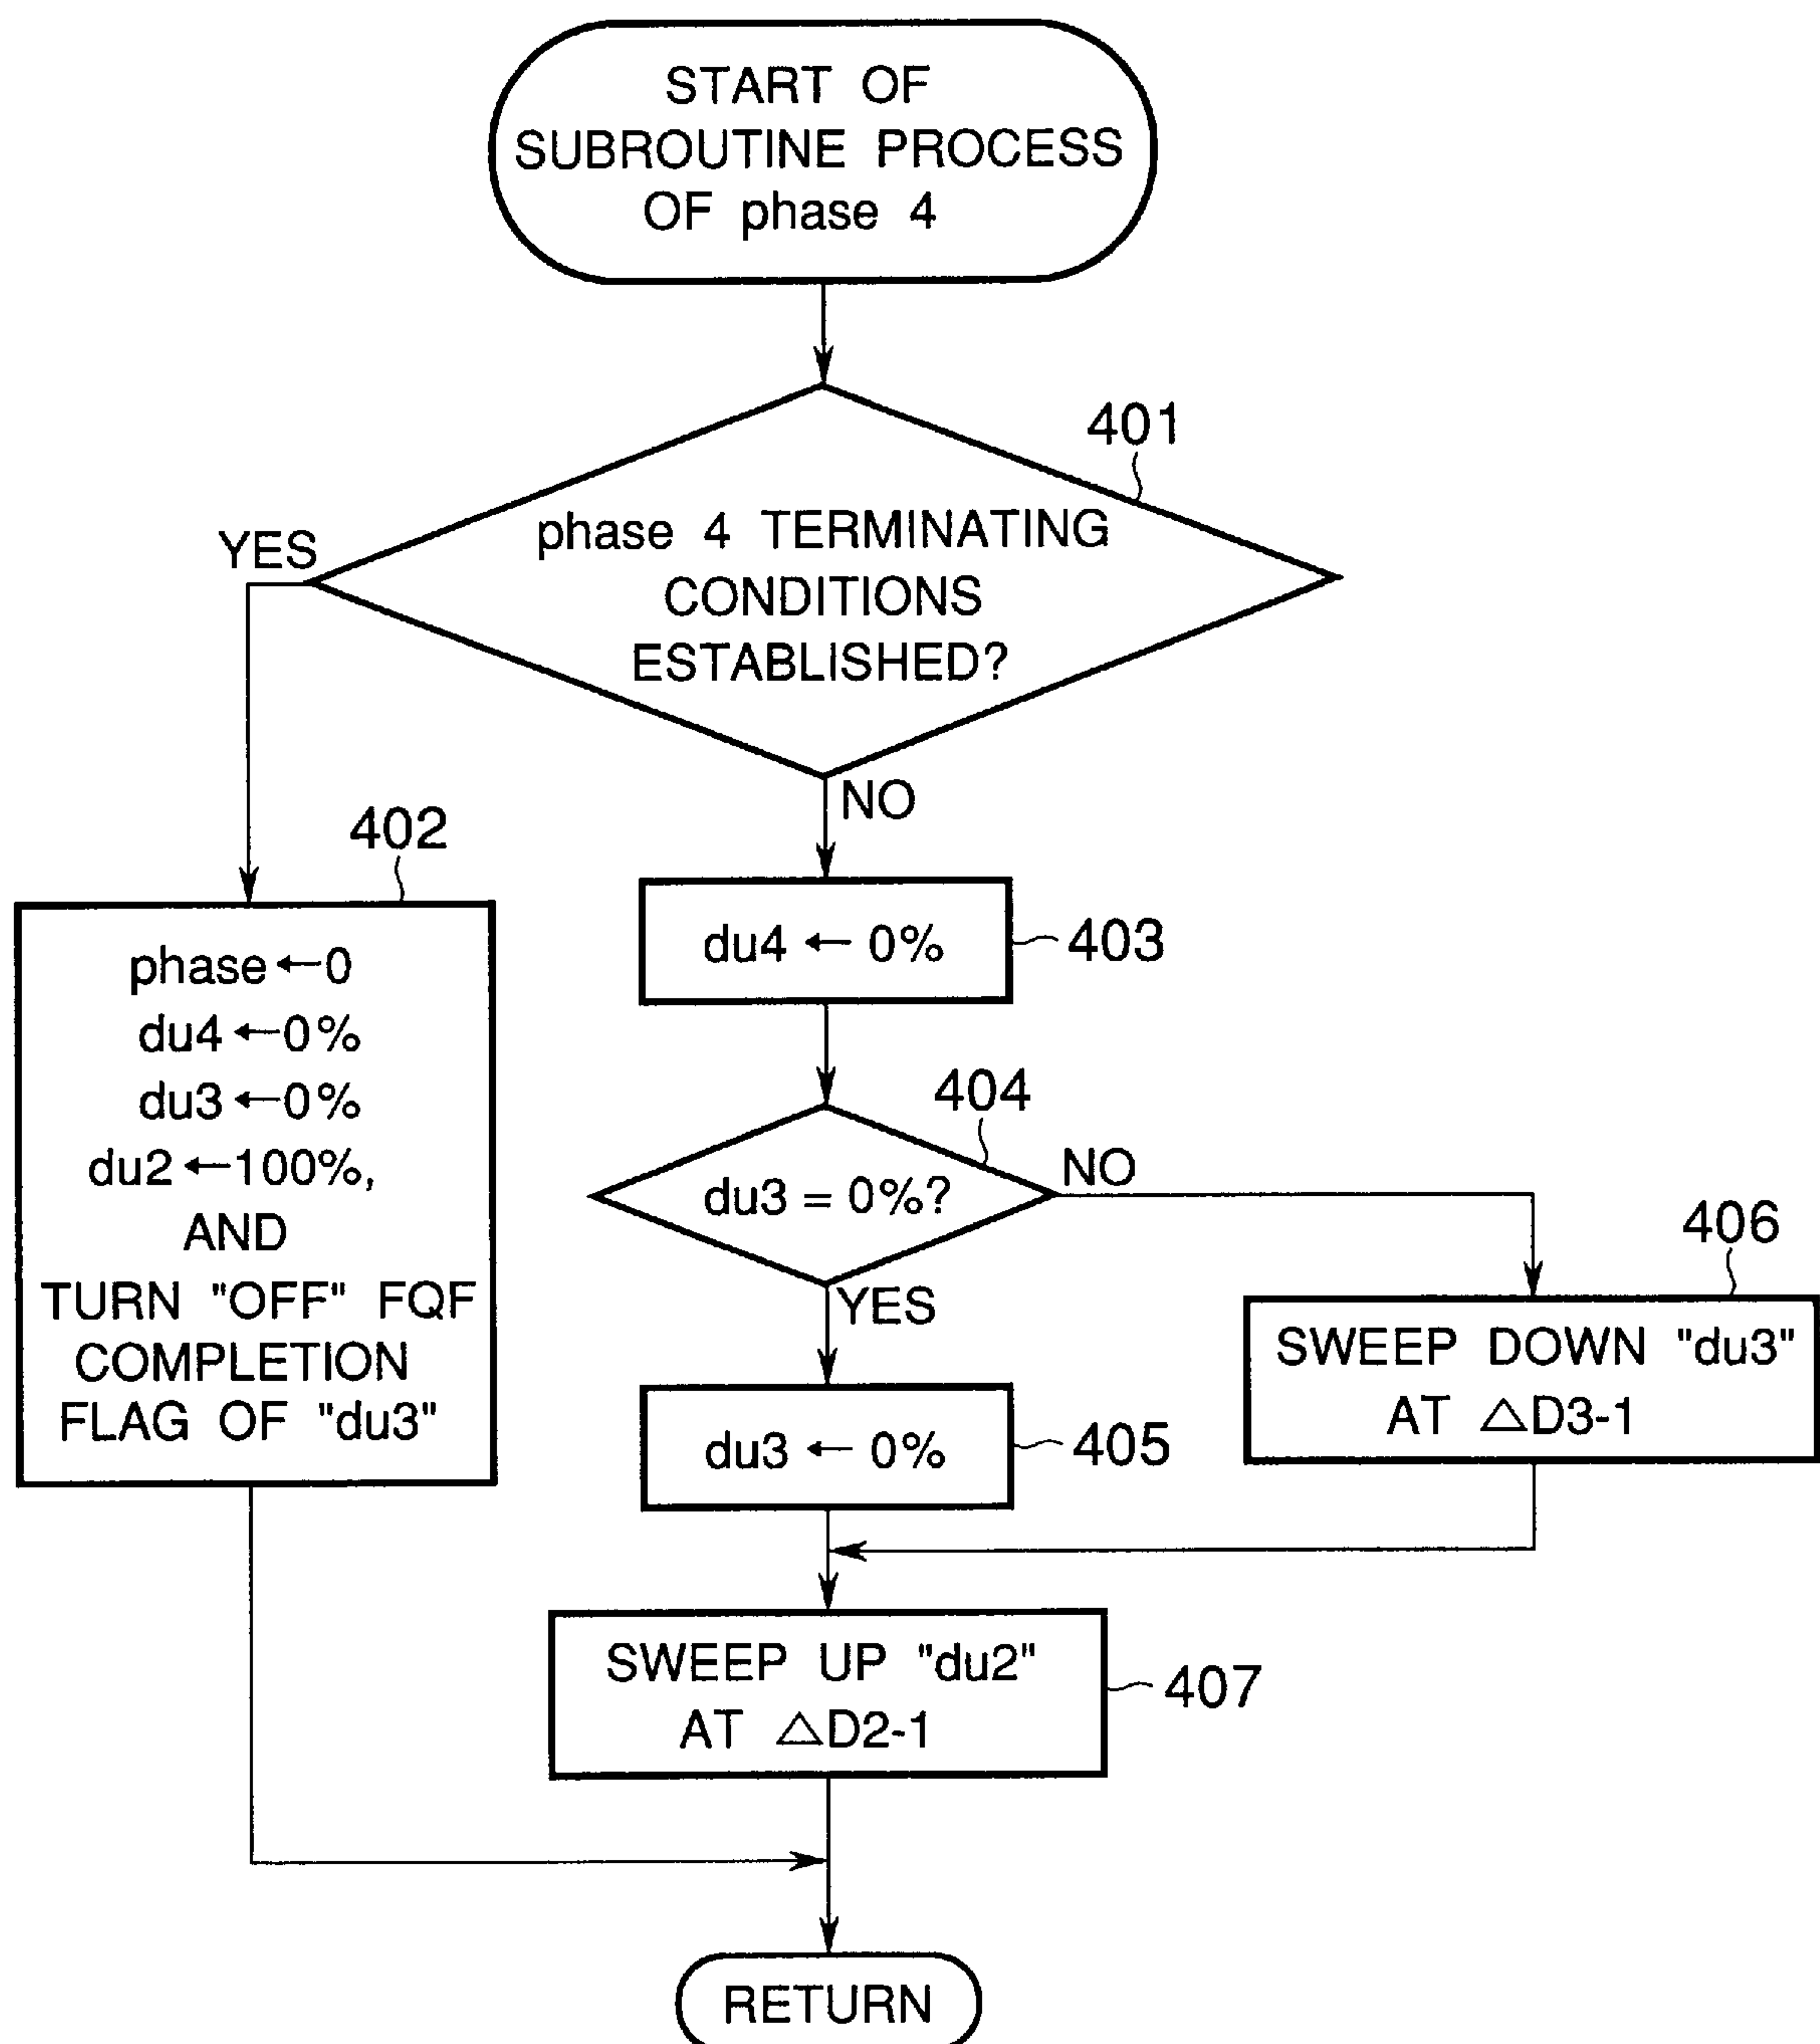 START OF
SUBROUTINE PROCESS
OF phase 4
401
phase 4 TERMINATING
CONDITIONS
ESTABLISHED?
YES
NO
402
phase ← 0
du4 ← 0%
du3 ← 0%
du2 ← 100%,
AND
TURN "OFF" FQF
COMPLETION
FLAG OF "du3"
du4 ← 0%
403
404
du3 = 0%?
NO
YES
406
SWEEP DOWN "du3"
AT △D3-1
du3 ← 0%
405
SWEEP UP "du2"
AT △D2-1
407
RETURN